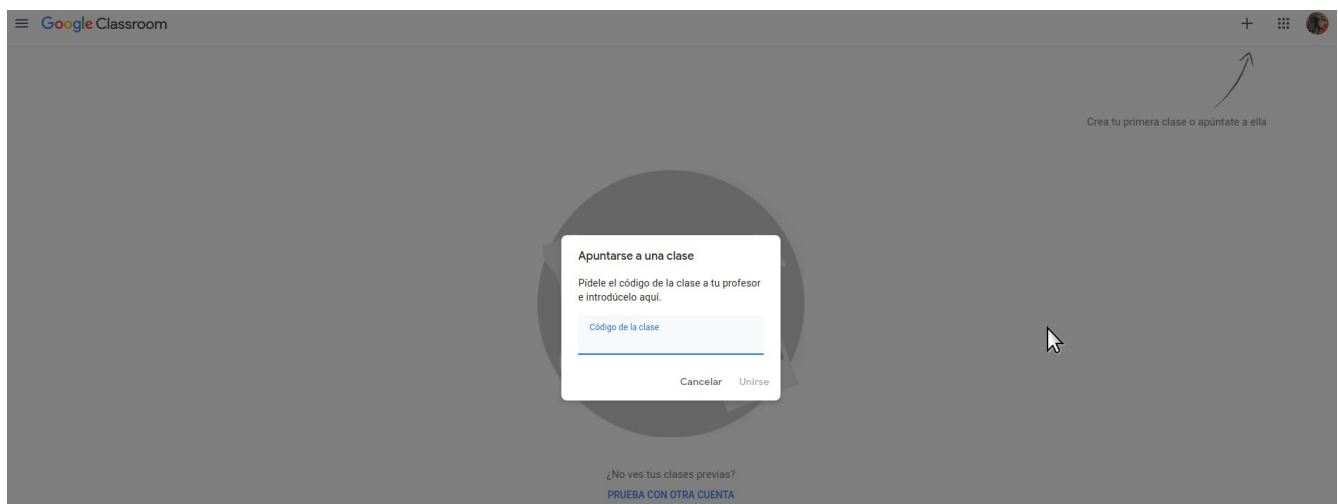 Google Classroom
Crea tu primera clase o apúntate a ella
Apuntarse a una clase
Pídele el código de la clase a tu profesor
e introdúcelo aquí.
Código de la clase
Cancelar Unirse
¿No ves tus clases previas?
PRUEBA CON OTRA CUENTA